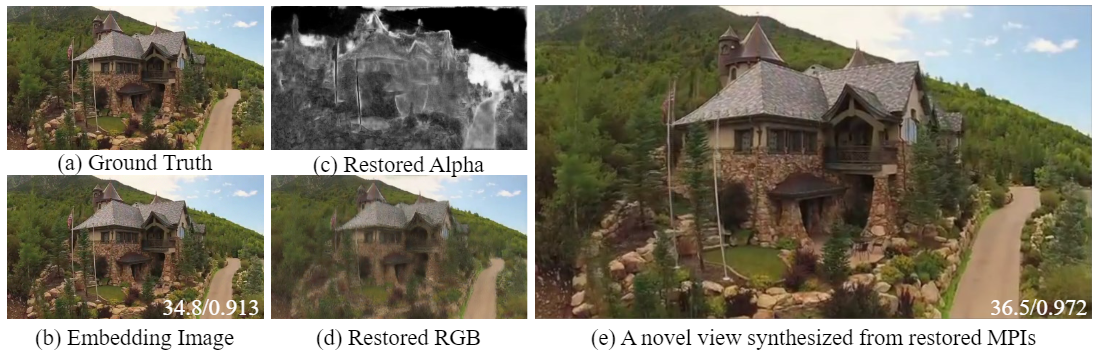 (a) Ground Truth
(c) Restored Alpha
34.8/0.913
36.5/0.972
(b) Embedding Image
(d) Restored RGB
(e) A novel view synthesized from restored MPIs